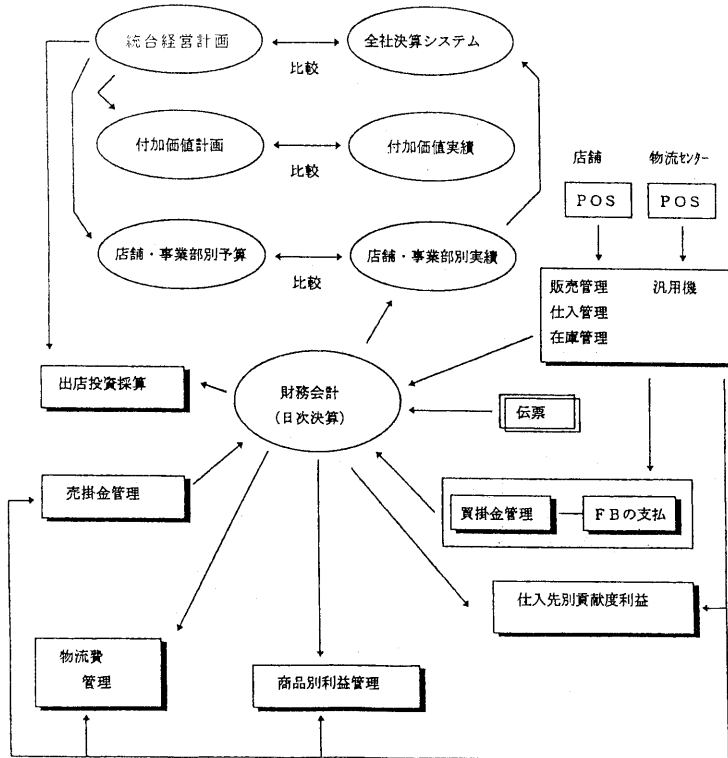 統台経営計画
全社決算システム
比較
付加価値計画
付加価値実績
比較
店舗
物流センター
POS
POS
店舗・事業部別予算
店舗・事業部別実績
比較
販売管理
汎用機
仕入管理
在庫管理
出店投資採算
財務会計
(日次決算)
伝票
売掛金管理
買掛金管理
FBの支払
仕入先別貢献度利益
物流費
管理
商品別利益管理